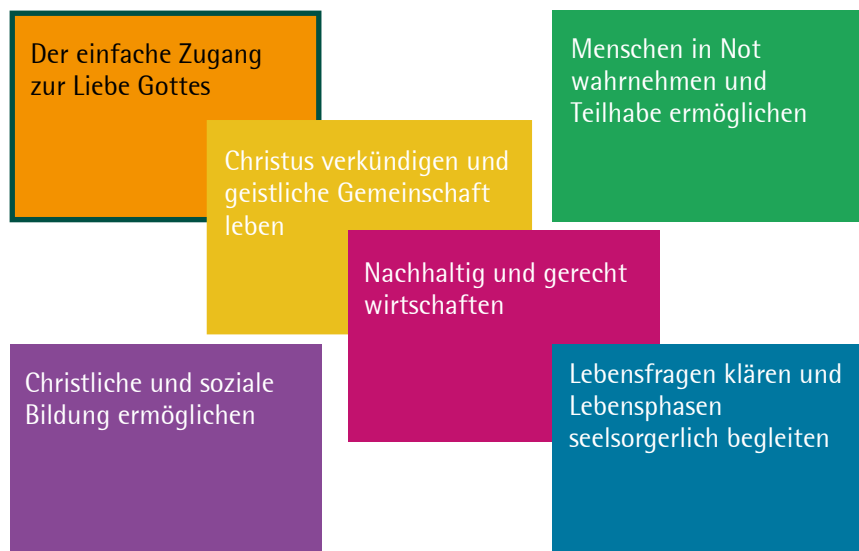 Der einfache Zugang
zur Liebe Gottes
Menschen in Not
wahrnehmen und
Teilhabe ermöglichen
Christus verkündigen und
geistliche Gemeinschaft
leben
Nachhaltig und gerecht
wirtschaften
Christliche und soziale
Bildung ermöglichen
Lebensfragen klären und
Lebensphasen
seelsorgerlich begleiten